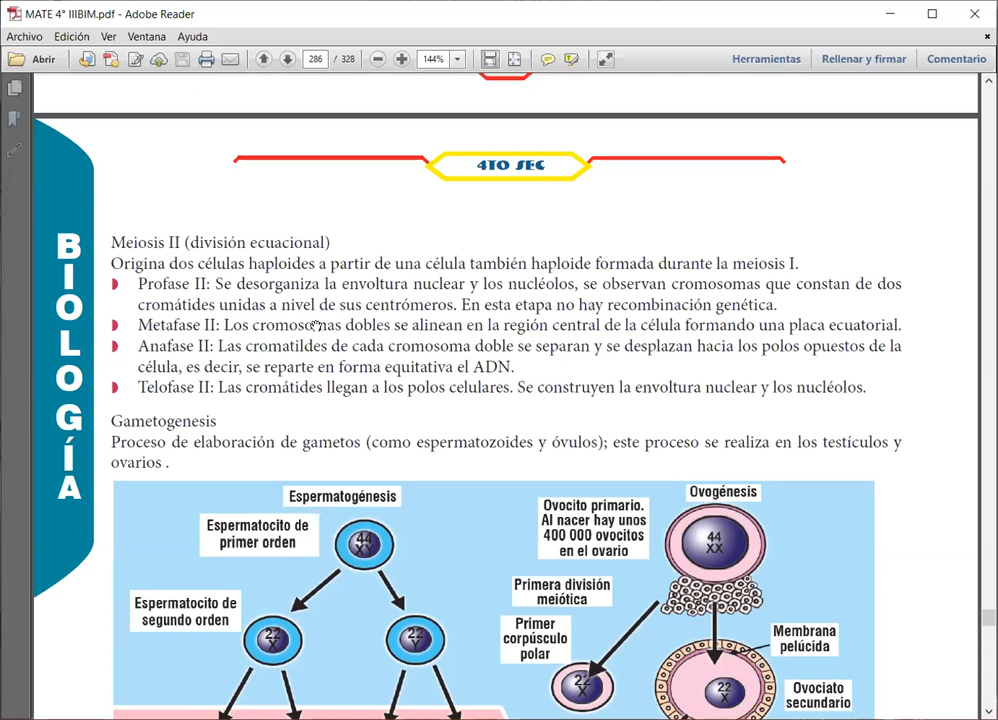 MATE 4° IIIBIM.pdf - Adobe Reader
Archivo Edición Ver Ventana Ayuda
Abrir 286 / 328 144% Herramientas Rellenar y firmar Comentario
4TO SEC
BIOLOGÍA
Meiosis II (división ecuacional)
Origina dos células haploides a partir de una célula también haploide formada durante la meiosis I.
Profase II: Se desorganiza la envoltura nuclear y los nucléolos, se observan cromosomas que constan de dos
cromátides unidas a nivel de sus centrómeros. En esta etapa no hay recombinación genética.
Metafase II: Los cromosomas dobles se alinean en la región central de la célula formando una placa ecuatorial.
Anafase II: Las cromatildes de cada cromosoma doble se separan y se desplazan hacia los polos opuestos de la
célula, es decir, se reparte en forma equitativa el ADN.
Telofase II: Las cromátides llegan a los polos celulares. Se construyen la envoltura nuclear y los nucléolos.
Gametogenesis
Proceso de elaboración de gametos (como espermatozoides y óvulos); este proceso se realiza en los testículos y
ovarios .
Espermatogénesis
Espermatocito de
primer orden
44
XY
Espermatocito de
segundo orden
22
X
22
Y
Ovogénesis
Ovocito primario.
Al nacer hay unos
400 000 ovocitos
en el ovario
44
XX
Primera división
meiótica
Primer
corpúsculo
polar
22
X
Membrana
pelúcida
22
X
Ovociato
secundario